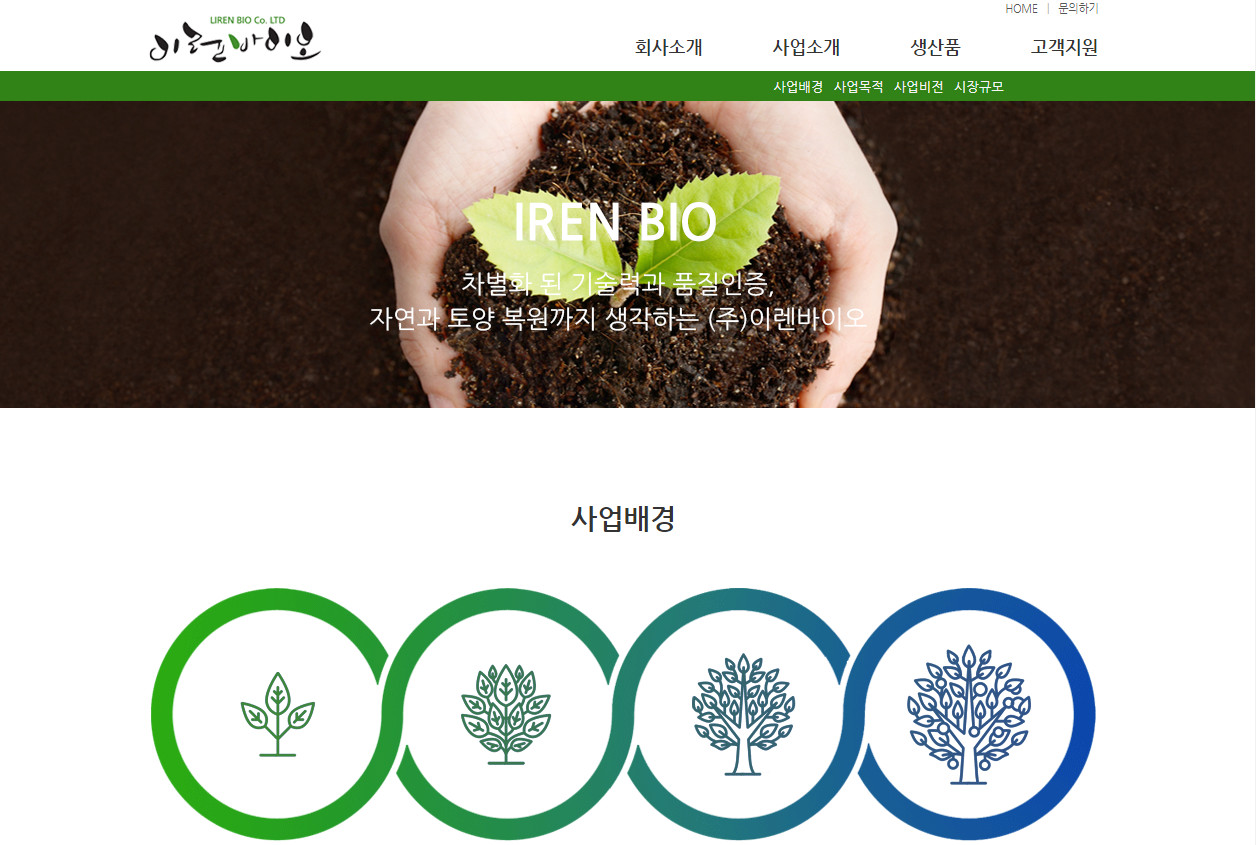 HOME | 문의하기
LIREN BIO Co. LTD
이렌바이오
회사소개 사업소개 생산품 고객지원
사업배경 사업목적 사업비전 시장규모
IREN BIO
차별화 된 기술력과 품질인증,
자연과 토양 복원까지 생각하는 (주)이렌바이오
사업배경